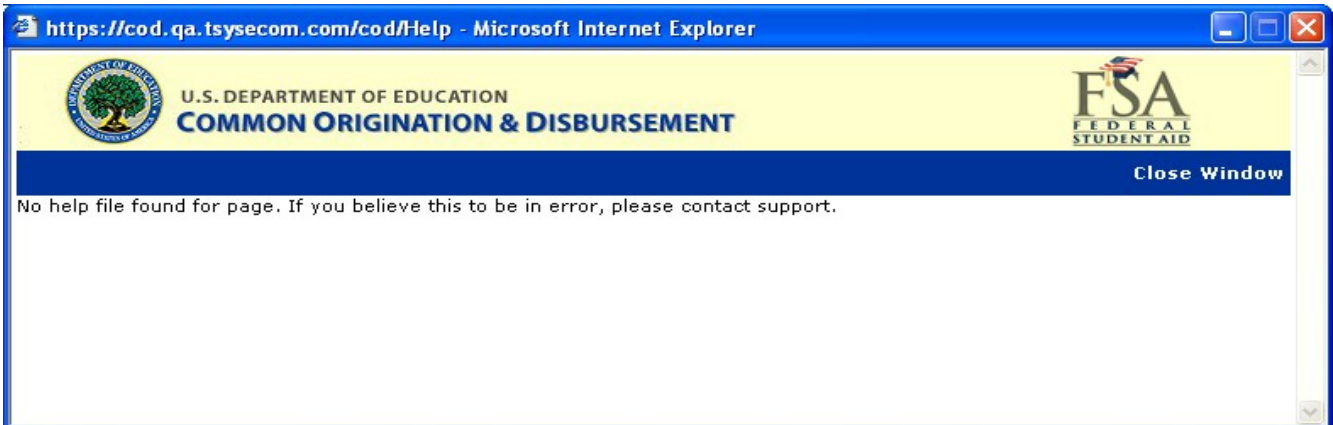 https://cod.qa.tsysecom.com/cod/Help - Microsoft Internet Explorer
U.S. DEPARTMENT OF EDUCATION
COMMON ORIGINATION & DISBURSEMENT
FSA
FEDERAL
STUDENT AID
Close Window
No help file found for page. If you believe this to be in error, please contact support.